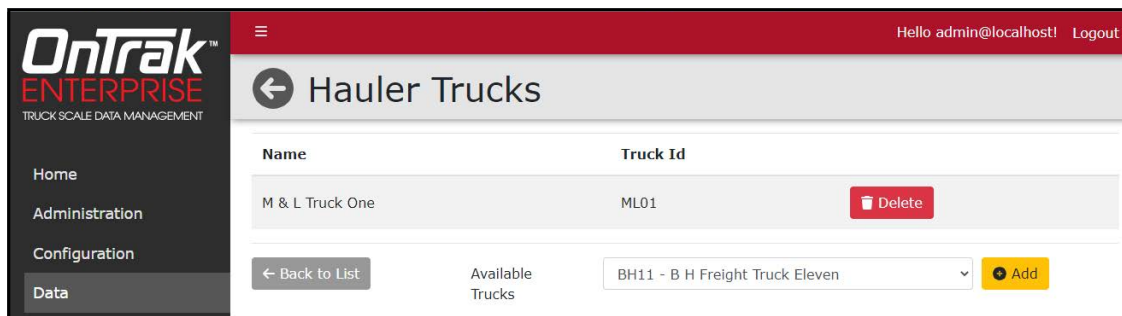 OnTrak™
ENTERPRISE
TRUCK SCALE DATA MANAGEMENT
Home
Administration
Configuration
Data
Hello admin@localhost! Logout
Hauler Trucks
Name Truck Id
M & L Truck One ML01 Delete
Back to List Available Trucks BH11 - B H Freight Truck Eleven Add